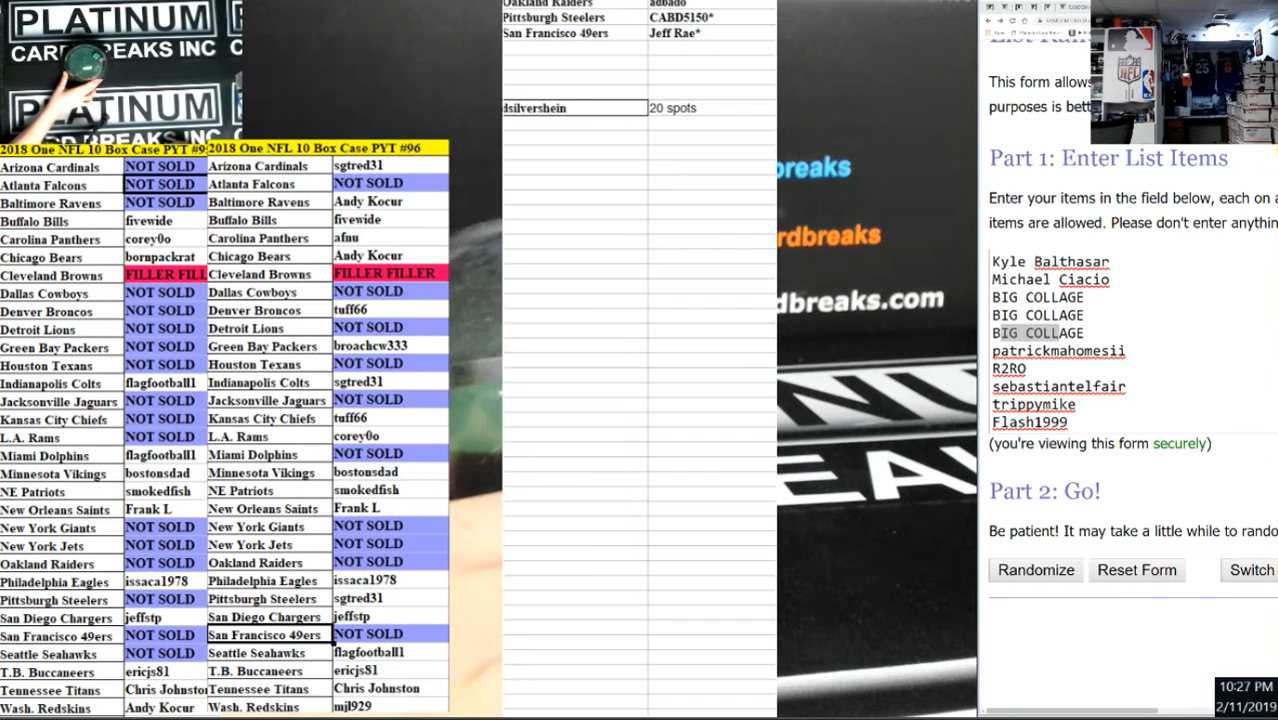 PLATINUM
CARD BREAKS INC
PLATINUM
CARD BREAKS INC
2018 One NFL 10 Box Case PYT #9
Arizona Cardinals NOT SOLD
Atlanta Falcons NOT SOLD
Baltimore Ravens NOT SOLD
Buffalo Bills fivewide
Carolina Panthers corey0o
Chicago Bears bornpackrat
Cleveland Browns FILLER FILL
Dallas Cowboys NOT SOLD
Denver Broncos NOT SOLD
Detroit Lions NOT SOLD
Green Bay Packers NOT SOLD
Houston Texans NOT SOLD
Indianapolis Colts flagfootball1
Jacksonville Jaguars NOT SOLD
Kansas City Chiefs NOT SOLD
L.A. Rams NOT SOLD
Miami Dolphins flagfootball1
Minnesota Vikings bostonsdad
NE Patriots smokedfish
New Orleans Saints Frank L
New York Giants NOT SOLD
New York Jets NOT SOLD
Oakland Raiders NOT SOLD
Philadelphia Eagles issaca1978
Pittsburgh Steelers NOT SOLD
San Diego Chargers jeffstp
San Francisco 49ers NOT SOLD
Seattle Seahawks NOT SOLD
T.B. Buccaneers ericjs81
Tennessee Titans Chris Johnsto
Wash. Redskins Andy Kocur
2018 One NFL 10 Box Case PYT #96
Arizona Cardinals sgtred31
Atlanta Falcons NOT SOLD
Baltimore Ravens Andy Kocur
Buffalo Bills fivewide
Carolina Panthers afnu
Chicago Bears Andy Kocur
Cleveland Browns FILLER FILLER
Dallas Cowboys NOT SOLD
Denver Broncos tuff66
Detroit Lions NOT SOLD
Green Bay Packers broachcw333
Houston Texans NOT SOLD
Indianapolis Colts sgtred31
Jacksonville Jaguars NOT SOLD
Kansas City Chiefs tuff66
L.A. Rams corey0o
Miami Dolphins NOT SOLD
Minnesota Vikings bostonsdad
NE Patriots smokedfish
New Orleans Saints Frank L
New York Giants NOT SOLD
New York Jets NOT SOLD
Oakland Raiders NOT SOLD
Philadelphia Eagles issaca1978
Pittsburgh Steelers sgtred31
San Diego Chargers jeffstp
San Francisco 49ers NOT SOLD
Seattle Seahawks flagfootball1
T.B. Buccaneers ericjs81
Tennessee Titans Chris Johnston
Wash. Redskins mjl929
Oakland Raiders adbado
Pittsburgh Steelers CABD5150*
San Francisco 49ers Jeff Rae*
dsilvershein 20 spots
breaks
rdbreaks
dbreaks.com
NU
EA
This form allows
purposes is bett
Part 1: Enter List Items
Enter your items in the field below, each on a
items are allowed. Please don't enter anythin
Kyle Balthasar
Michael Ciacio
BIG COLLAGE
BIG COLLAGE
BIG COLLAGE
patrickmahomesii
R2RO
sebastiantelfair
trippymike
Flash1999
(you're viewing this form securely)
Part 2: Go!
Be patient! It may take a little while to rando
Randomize Reset Form Switch
NFL
10:27 PM
2/11/2019